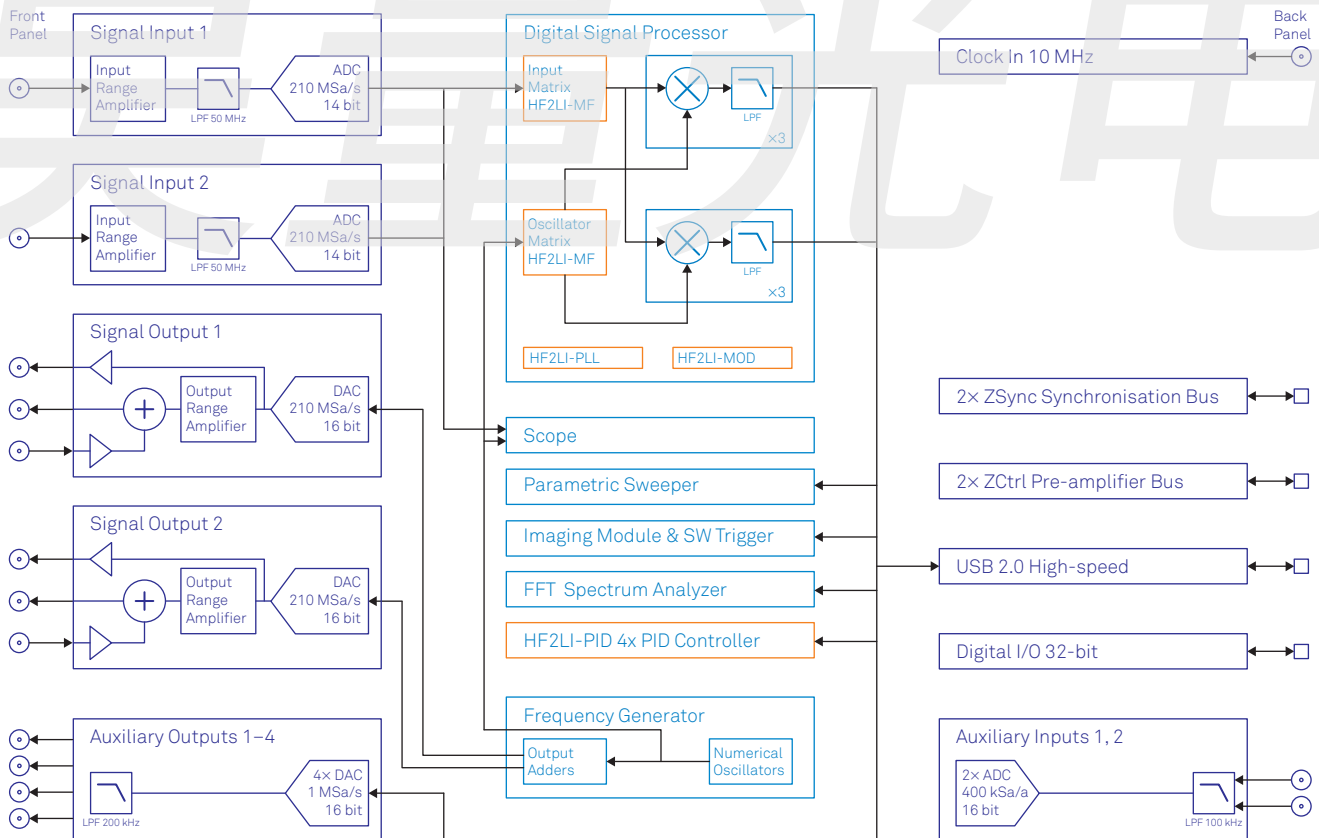 Front
Panel
Signal Input 1
Input
Range
Amplifier
LPF 50 MHz
ADC
210 MSa/s
14 bit
Signal Input 2
Input
Range
Amplifier
LPF 50 MHz
ADC
210 MSa/s
14 bit
Signal Output 1
Output
Range
Amplifier
DAC
210 MSa/s
16 bit
Signal Output 2
Output
Range
Amplifier
DAC
210 MSa/s
16 bit
Auxiliary Outputs 1–4
LPF 200 kHz
4× DAC
1 MSa/s
16 bit
Digital Signal Processor
Input
Matrix
HF2LI-MF
LPF
×3
Oscillator
Matrix
HF2LI-MF
LPF
×3
HF2LI-PLL
HF2LI-MOD
Scope
Parametric Sweeper
Imaging Module & SW Trigger
FFT Spectrum Analyzer
HF2LI-PID 4x PID Controller
Frequency Generator
Output
Adders
Numerical
Oscillators
Back
Panel
Clock In 10 MHz
2× ZSync Synchronisation Bus
2× ZCtrl Pre-amplifier Bus
USB 2.0 High-speed
Digital I/O 32-bit
Auxiliary Inputs 1, 2
2× ADC
400 kSa/a
16 bit
LPF 100 kHz
量光电